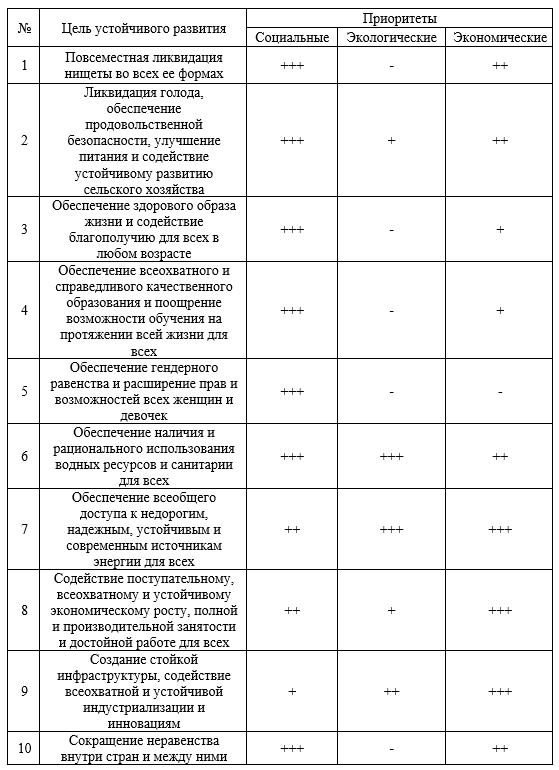 № Цель устойчивого развития Приоритеты
Социальные Экологические Экономические
1 Повсеместная ликвидация
нищеты во всех ее формах +++ - ++
2 Ликвидация голода,
обеспечение
продовольственной
безопасности, улучшение
питания и содействие
устойчивому развитию
сельского хозяйства +++ + ++
3 Обеспечение здорового образа
жизни и содействие
благополучию для всех в
любом возрасте +++ - +
4 Обеспечение всеохватного и
справедливого качественного
образования и поощрение
возможности обучения на
протяжении всей жизни для
всех +++ - +
5 Обеспечение гендерного
равенства и расширение прав и
возможностей всех женщин и
девочек +++ - -
6 Обеспечение наличия и
рационального использования
водных ресурсов и санитарии
для всех +++ +++ ++
7 Обеспечение всеобщего
доступа к недорогим,
надежным, устойчивым и
современным источникам
энергии для всех ++ +++ +++
8 Содействие поступательному,
всеохватному и устойчивому
экономическому росту, полной
и производительной занятости
и достойной работе для всех ++ + +++
9 Создание стойкой
инфраструктуры, содействие
всеохватной и устойчивой
индустриализации и
инновациям + ++ +++
10 Сокращение неравенства
внутри стран и между ними +++ - ++